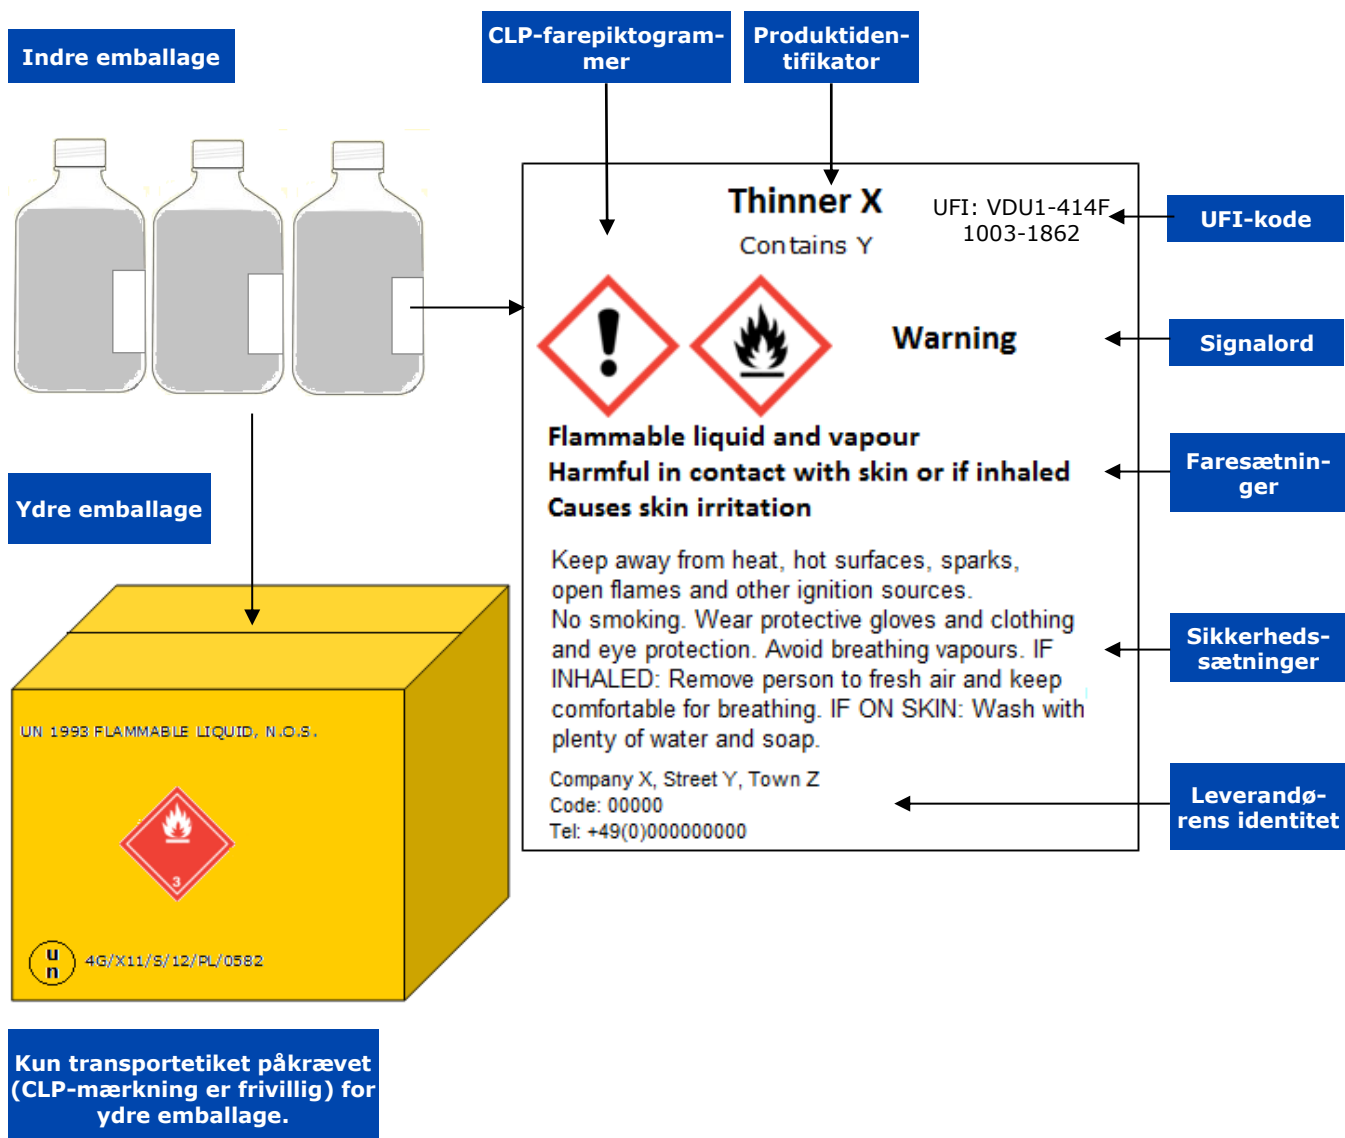 Indre emballage
CLP-farepiktogram-
mer
Produktiden-
tifikator
Thinner X
Contains Y
UFI: VDU1-414F
1003-1862
UFI-kode
Warning
Signalord
Flammable liquid and vapour
Harmful in contact with skin or if inhaled
Causes skin irritation
Faresætnin-
ger
Ydre emballage
Keep away from heat, hot surfaces, sparks,
open flames and other ignition sources.
No smoking. Wear protective gloves and clothing
and eye protection. Avoid breathing vapours. IF
INHALED: Remove person to fresh air and keep
comfortable for breathing. IF ON SKIN: Wash with
plenty of water and soap.
Sikkerheds-
sætninger
Company X, Street Y, Town Z
Code: 00000
Tel: +49(0)000000000
Leverandø-
rens identitet
UN 1993 FLAMMABLE LIQUID, N.O.S.
3
u
n
4G/X11/S/12/PL/0582
Kun transportetiket påkrævet
(CLP-mærkning er frivillig) for
ydre emballage.